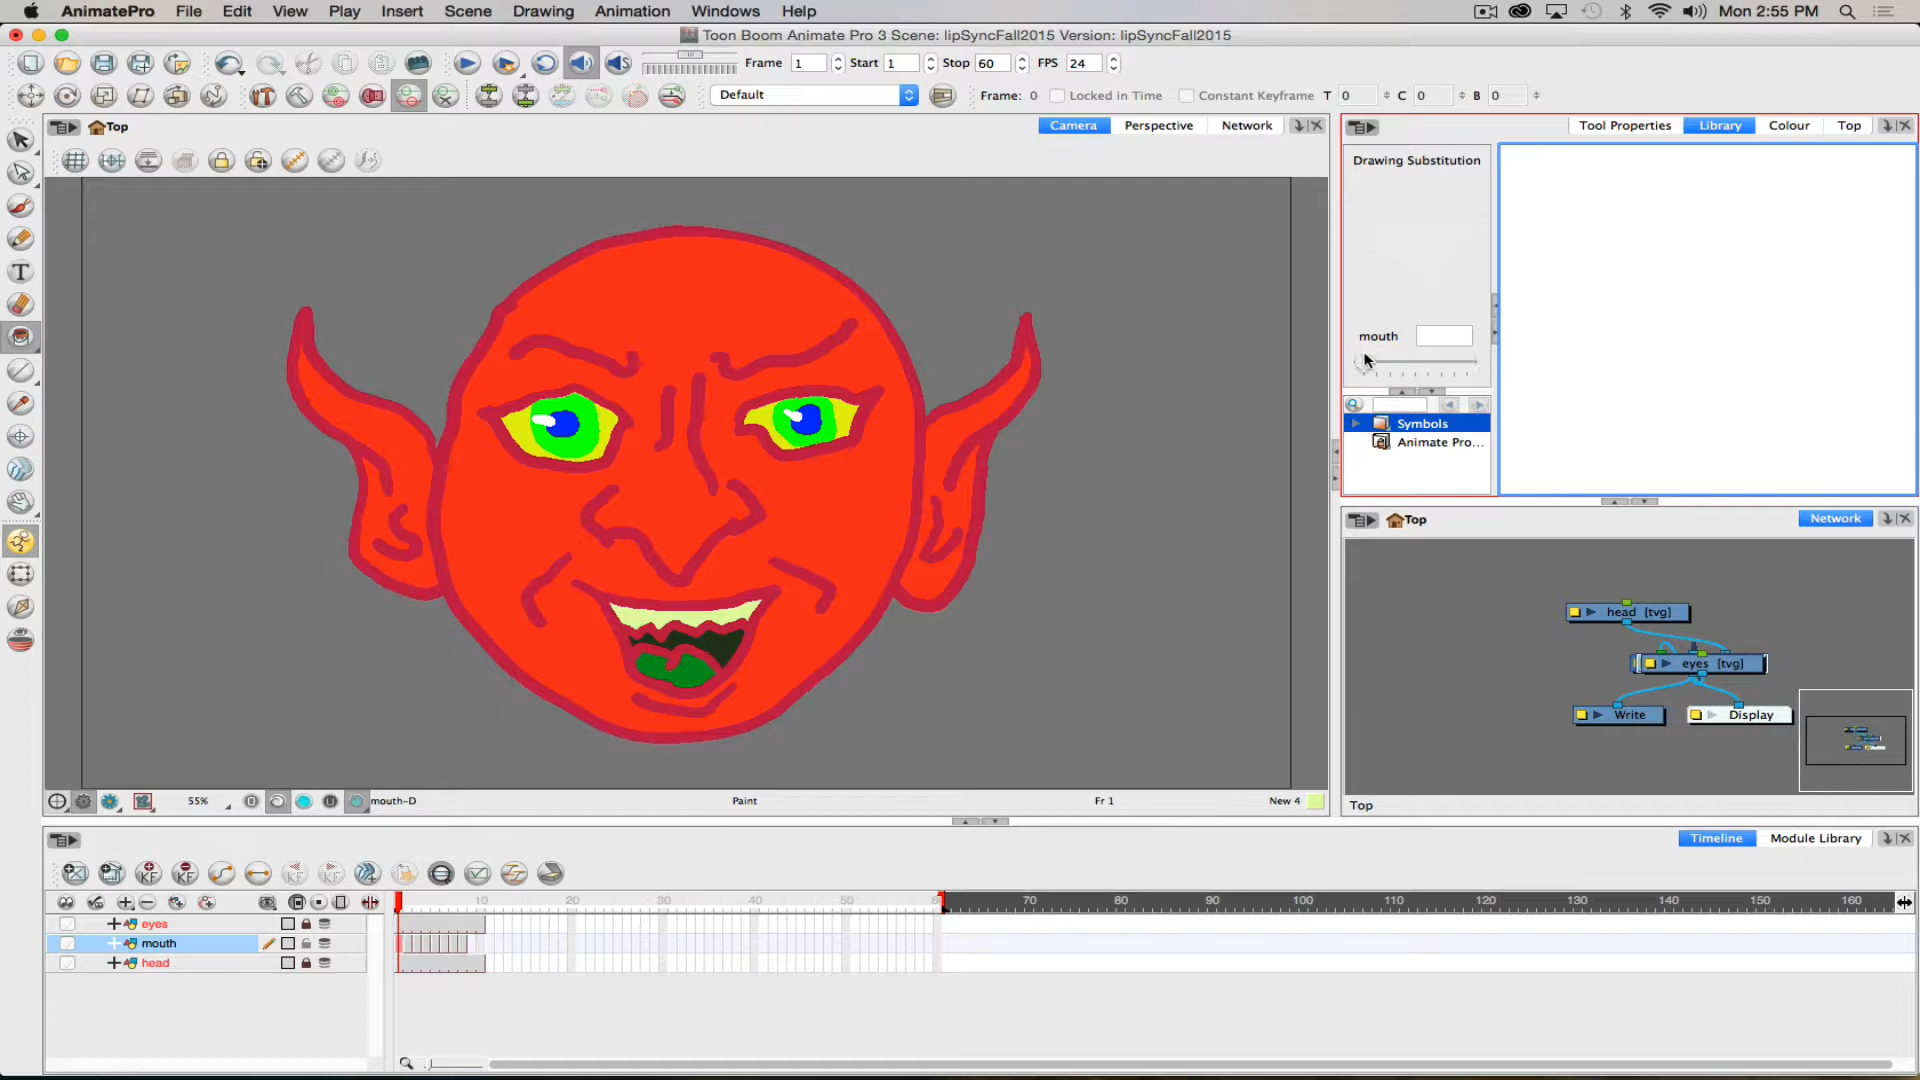 AnimatePro File Edit View Play Insert Scene Drawing Animation Windows Help Mon 2:55 PM
Toon Boom Animate Pro 3 Scene: lipSyncFall2015 Version: lipSyncFall2015
Frame 1 Start 1 Stop 60 FPS 24
Default Frame: 0 Locked in Time Constant Keyframe T 0 C 0 B 0
Top Camera Perspective Network
Tool Properties Library Colour Top
Drawing Substitution
mouth
Symbols
Animate Pro...
Top Network
head [tvg]
eyes [tvg]
Write Display
Top
55% mouth-D Paint Fr 1 New 4
Timeline Module Library
10 20 30 40 50 70 80 90 100 110 120 130 140 150 160
eyes
mouth
head